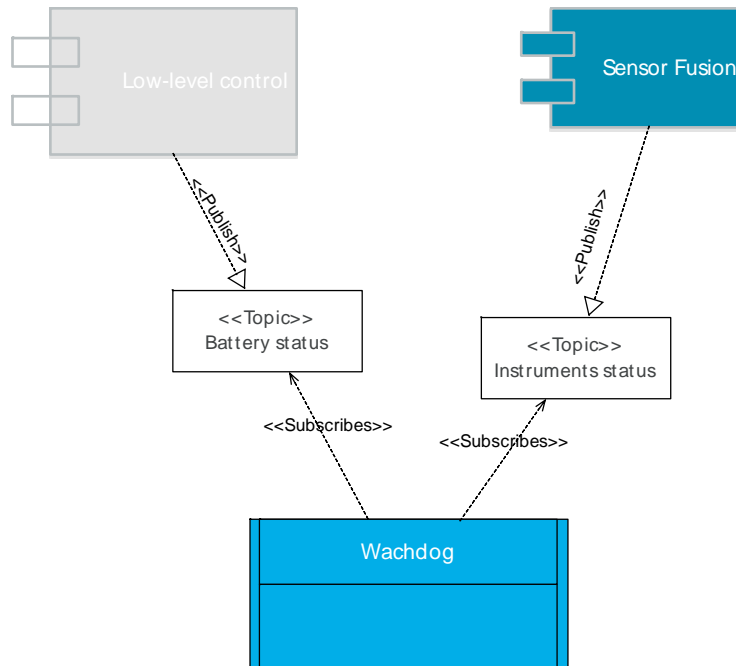 Low-level control
Sensor Fusion
<<Publish>>
<<Publish>>
<<Topic>>
Battery status
<<Topic>>
Instruments status
<<Subscribes>>
<<Subscribes>>
Wachdog